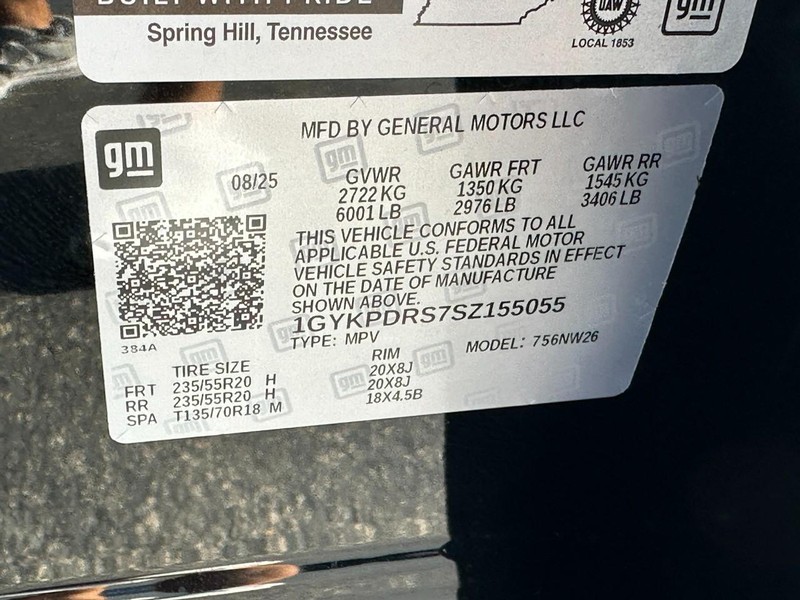 BUILT WITH PRIDE
Spring Hill, Tennessee
UAW
LOCAL 1853
gm
gm
MFD BY GENERAL MOTORS LLC
08/25
GVWR GAWR FRT GAWR RR
2722 KG 1350 KG 1545 KG
6001 LB 2976 LB 3406 LB
THIS VEHICLE CONFORMS TO ALL
APPLICABLE U.S. FEDERAL MOTOR
VEHICLE SAFETY STANDARDS IN EFFECT
ON THE DATE OF MANUFACTURE
SHOWN ABOVE.
1GYKPDRS7SZ155055
TYPE: MPV MODEL: 756NW26
384A
TIRE SIZE RIM
FRT 235/55R20 H 20X8J
RR 235/55R20 H 20X8J
SPA T135/70R18 M 18X4.5B